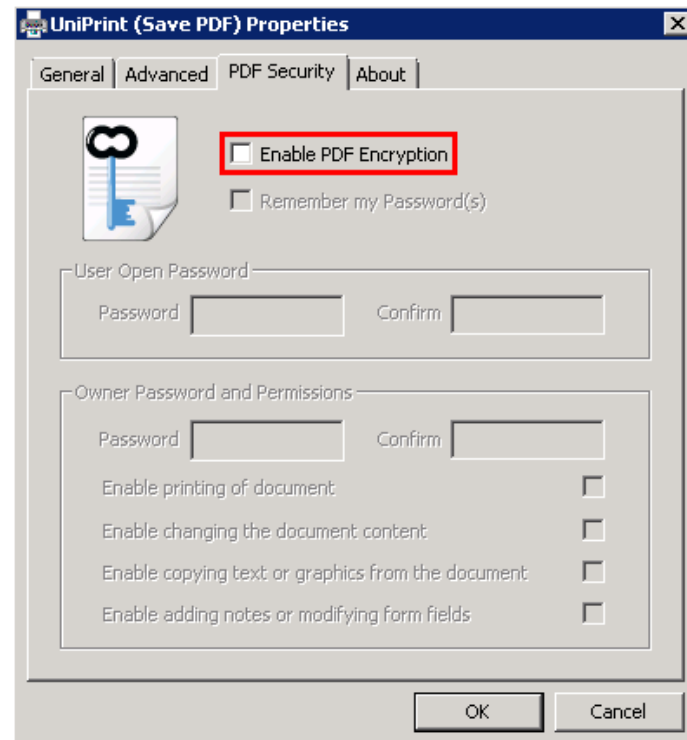 UniPrint (Save PDF) Properties
General Advanced PDF Security About
Enable PDF Encryption
Remember my Password(s)
User Open Password
Password Confirm
Owner Password and Permissions
Password Confirm
Enable printing of document
Enable changing the document content
Enable copying text or graphics from the document
Enable adding notes or modifying form fields
OK Cancel